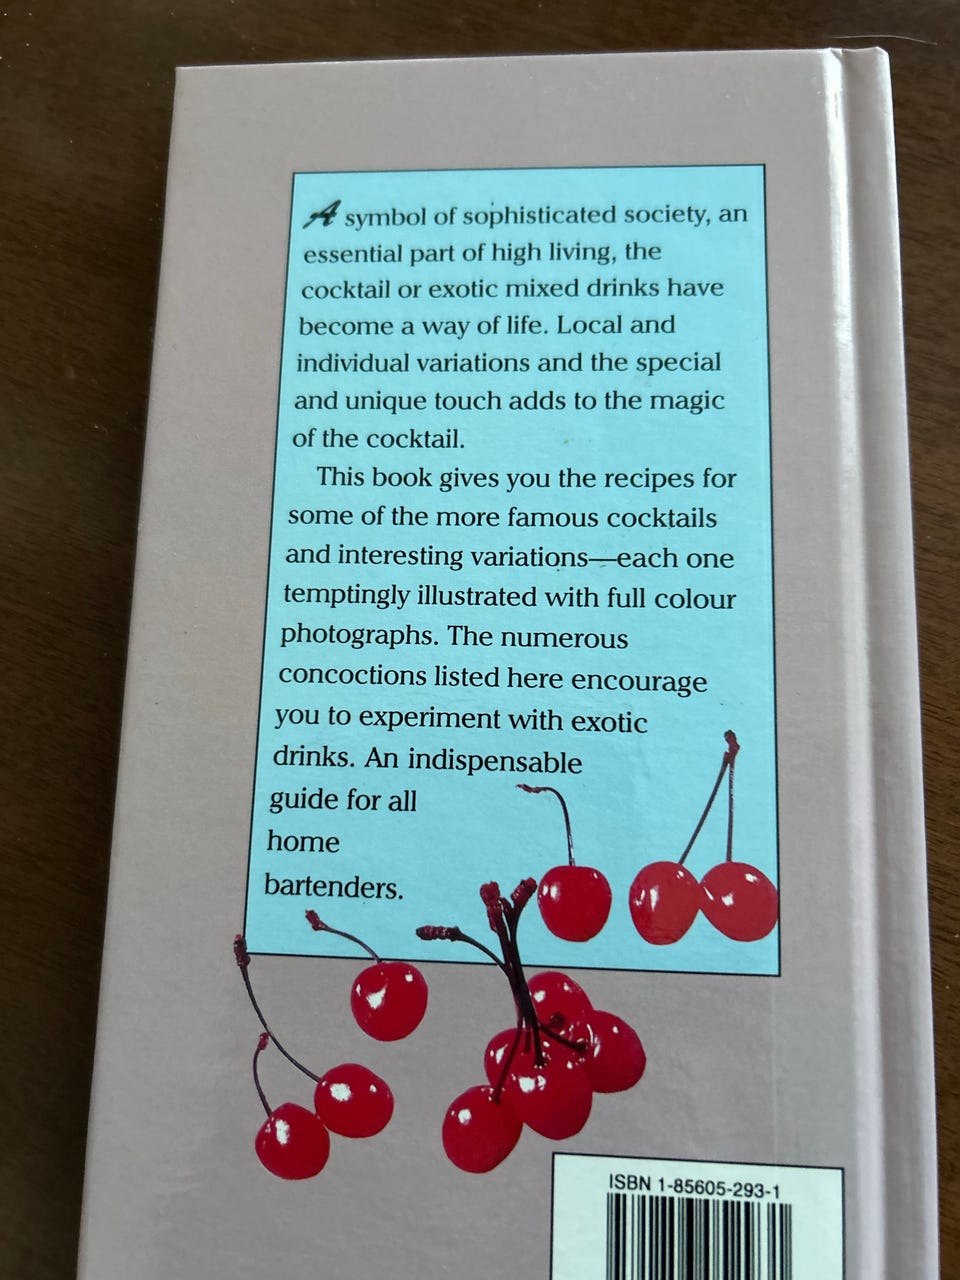 A symbol of sophisticated society, an
essential part of high living, the
cocktail or exotic mixed drinks have
become a way of life. Local and
individual variations and the special
and unique touch adds to the magic
of the cocktail.
This book gives you the recipes for
some of the more famous cocktails
and interesting variations—each one
temptingly illustrated with full colour
photographs. The numerous
concoctions listed here encourage
you to experiment with exotic
drinks. An indispensable
guide for all
home
bartenders.
ISBN 1-85605-293-1